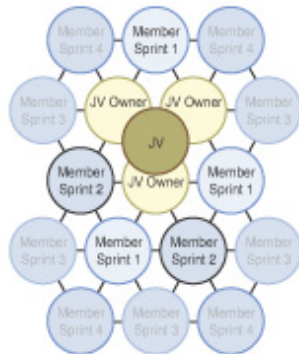 Member Member Member
Sprint 4 Sprint 1 Sprint 4
Member JV Owner JV Owner Member
Sprint 3 Sprint 3
JV
Member JV Owner Member
Sprint 2 Sprint 1
Member Member Member Member
Sprint 3 Sprint 1 Sprint 2 Sprint 3
Member Member Member
Sprint 4 Sprint 3 Sprint 4